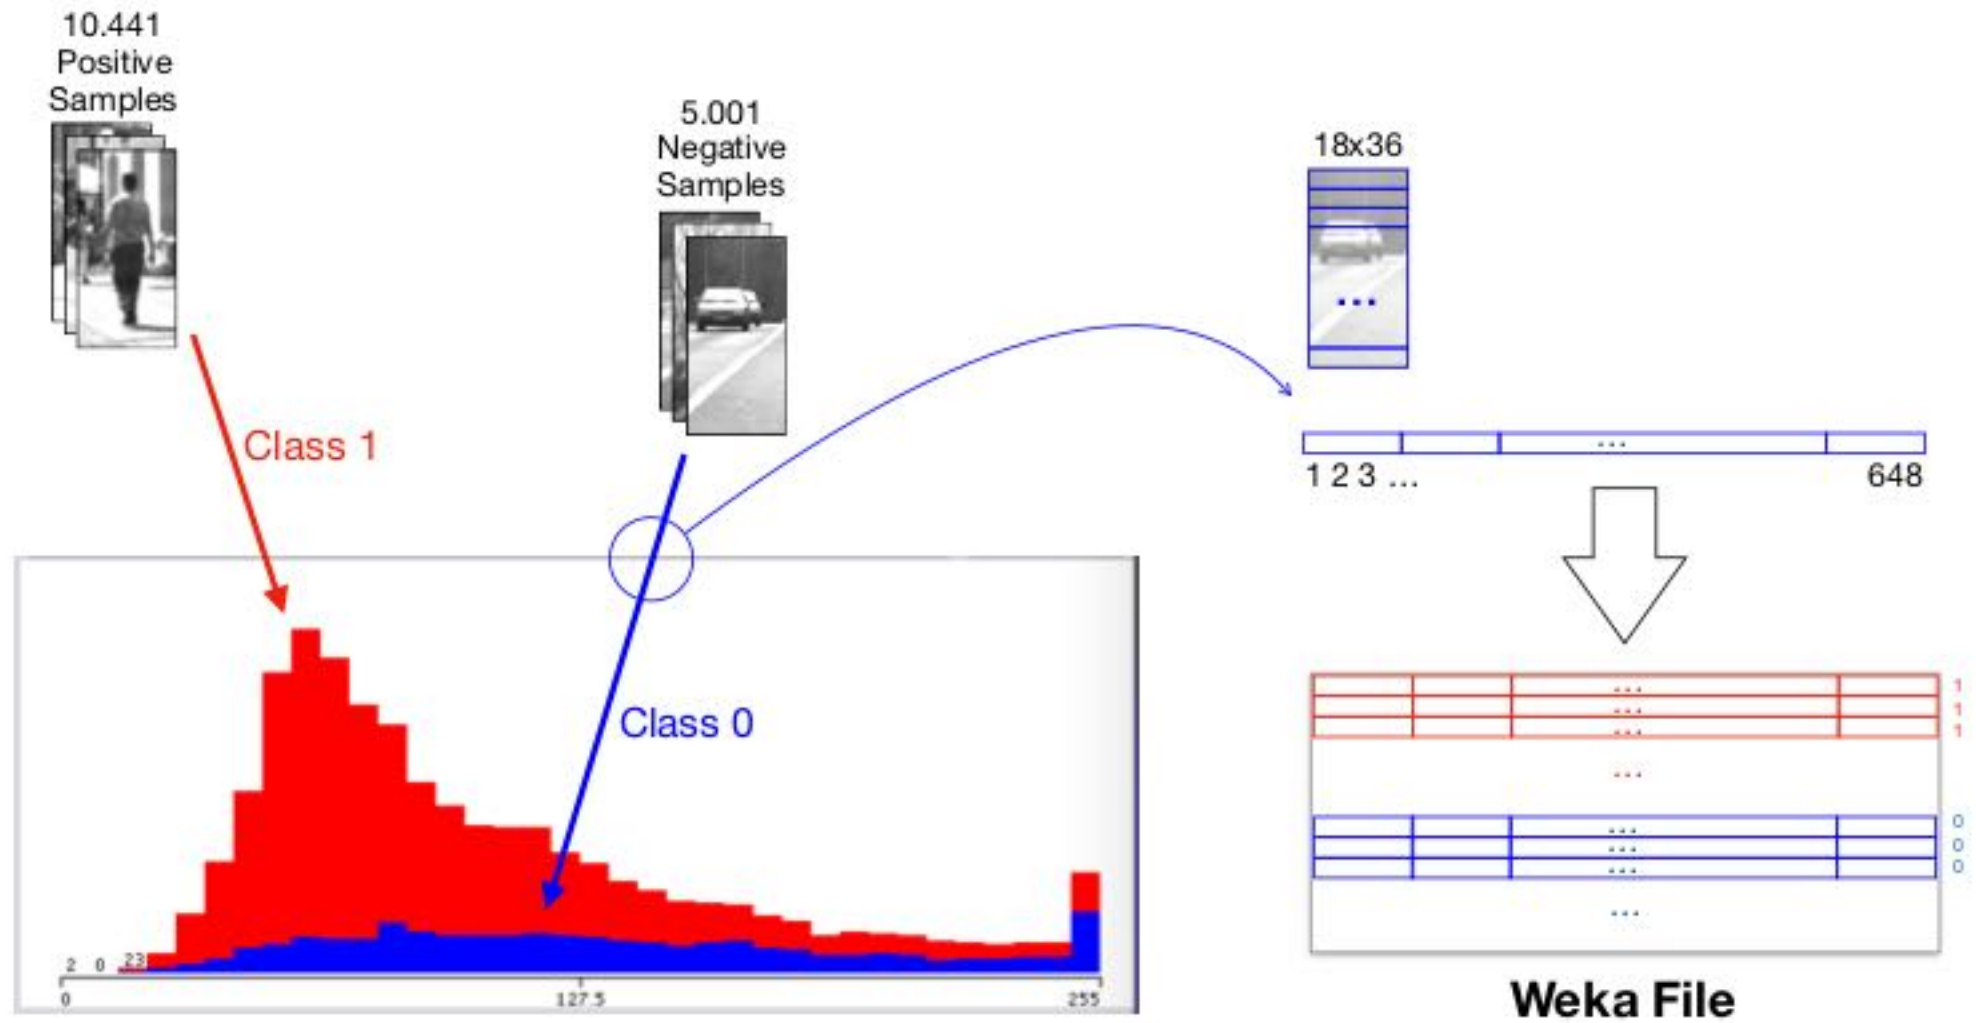 10.441
Positive
Samples
5.001
Negative
Samples
18x36
Class 1
1 2 3 ...
648
Class 0
...
...
...
...
1
1
1
...
...
...
...
...
0
0
0
...
2 0 23
0 127.5 255
Weka File